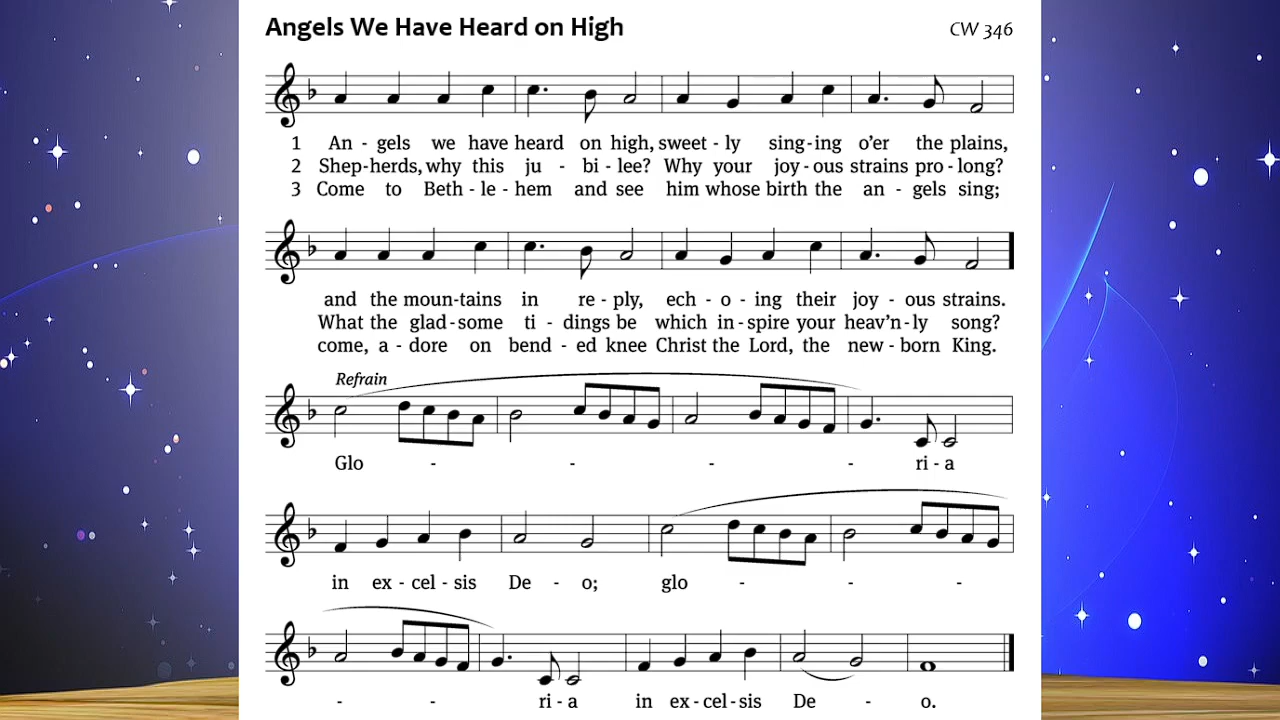 Angels We Have Heard on High CW 346
1 An - gels we have heard on high, sweet - ly sing - ing o'er the plains,
2 Shep - herds, why this ju - bi - lee? Why your joy - ous strains pro - long?
3 Come to Beth - le - hem and see him whose birth the an - gels sing;
and the moun - tains in re - ply, ech - o - ing their joy - ous strains.
What the glad - some ti - dings be which in - spire your heav'n - ly song?
come, a - dore on bend - ed knee Christ the Lord, the new - born King.
Refrain
Glo - - - - ri - a
in ex - cel - sis De - o; glo - - -
- - ri - a in ex - cel - sis De - o.